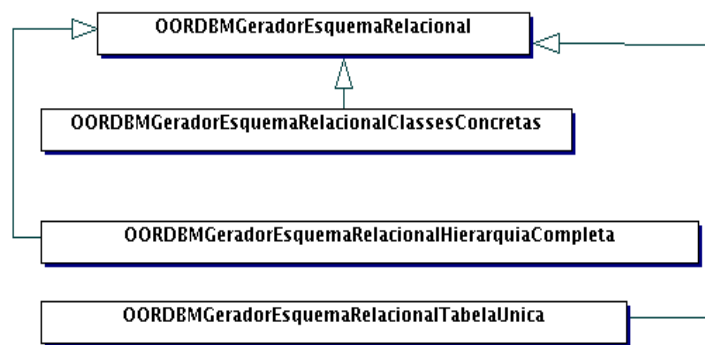 OORDBMGeradorEsquemaRelacional
OORDBMGeradorEsquemaRelacionalClassesConcretas
OORDBMGeradorEsquemaRelacionalHierarquiaCompleta
OORDBMGeradorEsquemaRelacionalTabelaUnica